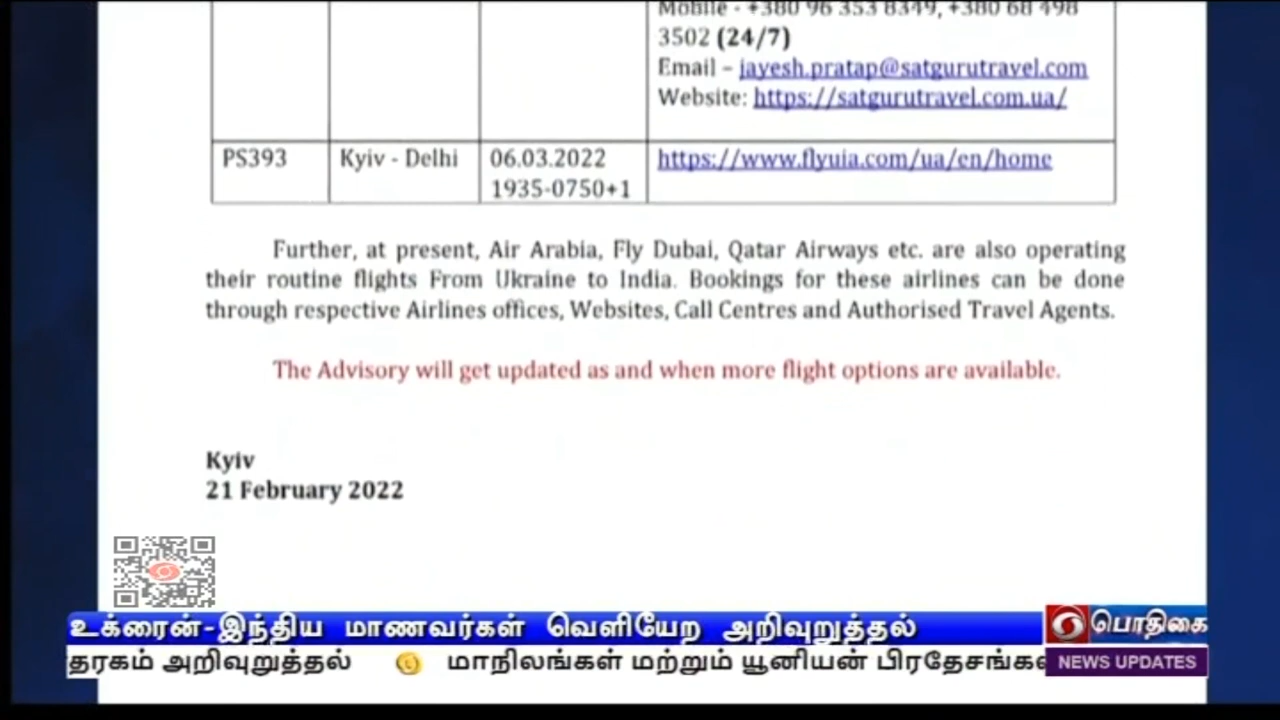 Mobile - +380 96 353 8349, +380 68 498
3502 (24/7)
Email – jayesh.pratap@satgurutravel.com
Website: https://satgurutravel.com.ua/
PS393 Kyiv - Delhi 06.03.2022 https://www.flyuia.com/ua/en/home
1935-0750+1
Further, at present, Air Arabia, Fly Dubai, Qatar Airways etc. are also operating
their routine flights From Ukraine to India. Bookings for these airlines can be done
through respective Airlines offices, Websites, Call Centres and Authorised Travel Agents.
The Advisory will get updated as and when more flight options are available.
Kyiv
21 February 2022
உக்ரைன்-இந்திய மாணவர்கள் வெளியேற அறிவுறுத்தல்
பொதிகை
தரகம் அறிவுறுத்தல் மாநிலங்கள் மற்றும் யூனியன் பிரதேசங்க
NEWS UPDATES